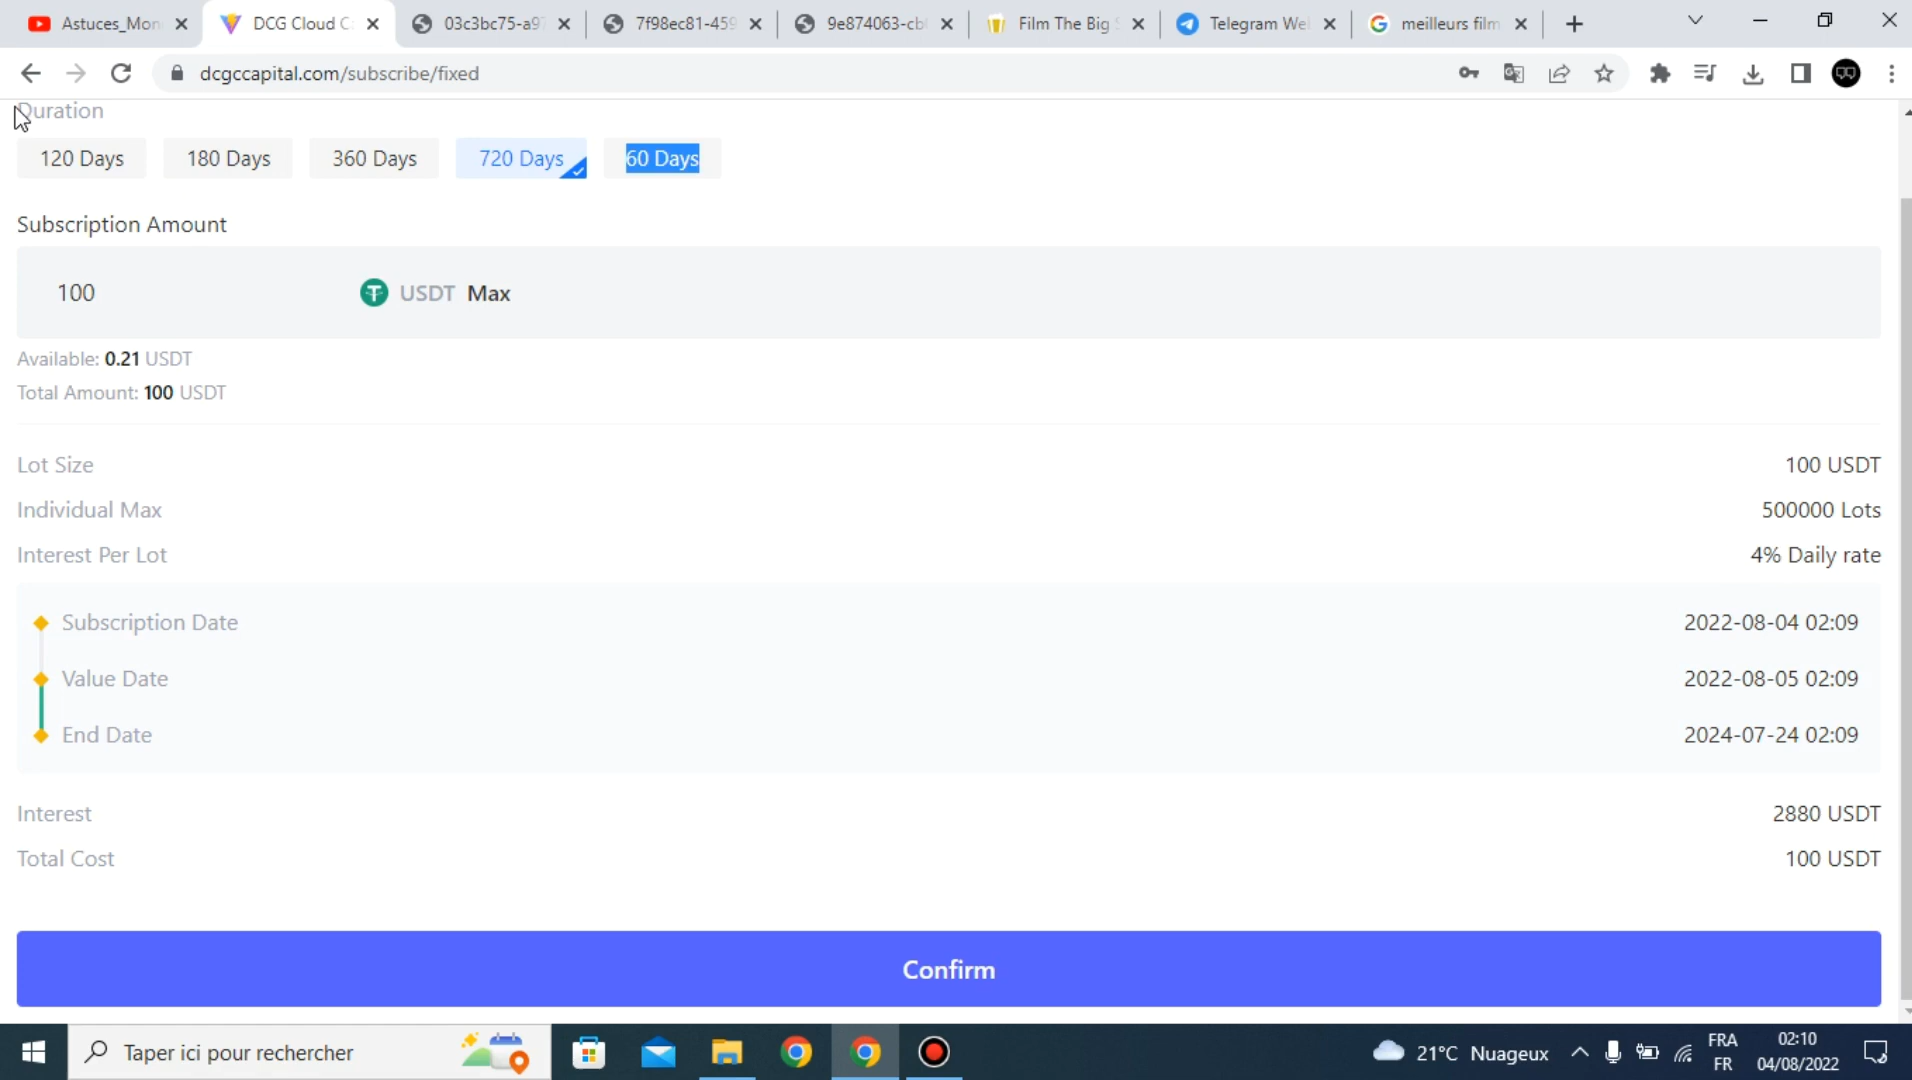 Astuces_Mon
DCG Cloud C
03c3bc75-a9
7f98ec81-459
9e874063-cb
Film The Big
Telegram We
meilleurs film
dcgccapital.com/subscribe/fixed
Duration
120 Days
180 Days
360 Days
720 Days
60 Days
Subscription Amount
100
USDT Max
Available: 0.21 USDT
Total Amount: 100 USDT
Lot Size
100 USDT
Individual Max
500000 Lots
Interest Per Lot
4% Daily rate
Subscription Date
2022-08-04 02:09
Value Date
2022-08-05 02:09
End Date
2024-07-24 02:09
Interest
2880 USDT
Total Cost
100 USDT
Confirm
Taper ici pour rechercher
21°C Nuageux
FRA
FR
02:10
04/08/2022